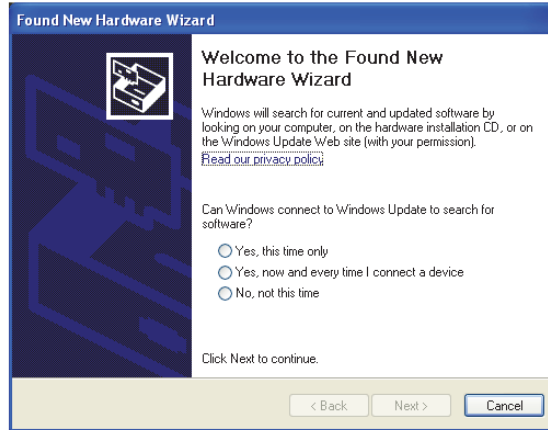 Found New Hardware Wizard
Welcome to the Found New
Hardware Wizard
Windows will search for current and updated software by
looking on your computer, on the hardware installation CD, or on
the Windows Update Web site (with your permission).
Read our privacy policy
Can Windows connect to Windows Update to search for
software?
Yes, this time only
Yes, now and every time I connect a device
No, not this time
Click Next to continue.
< Back Next > Cancel